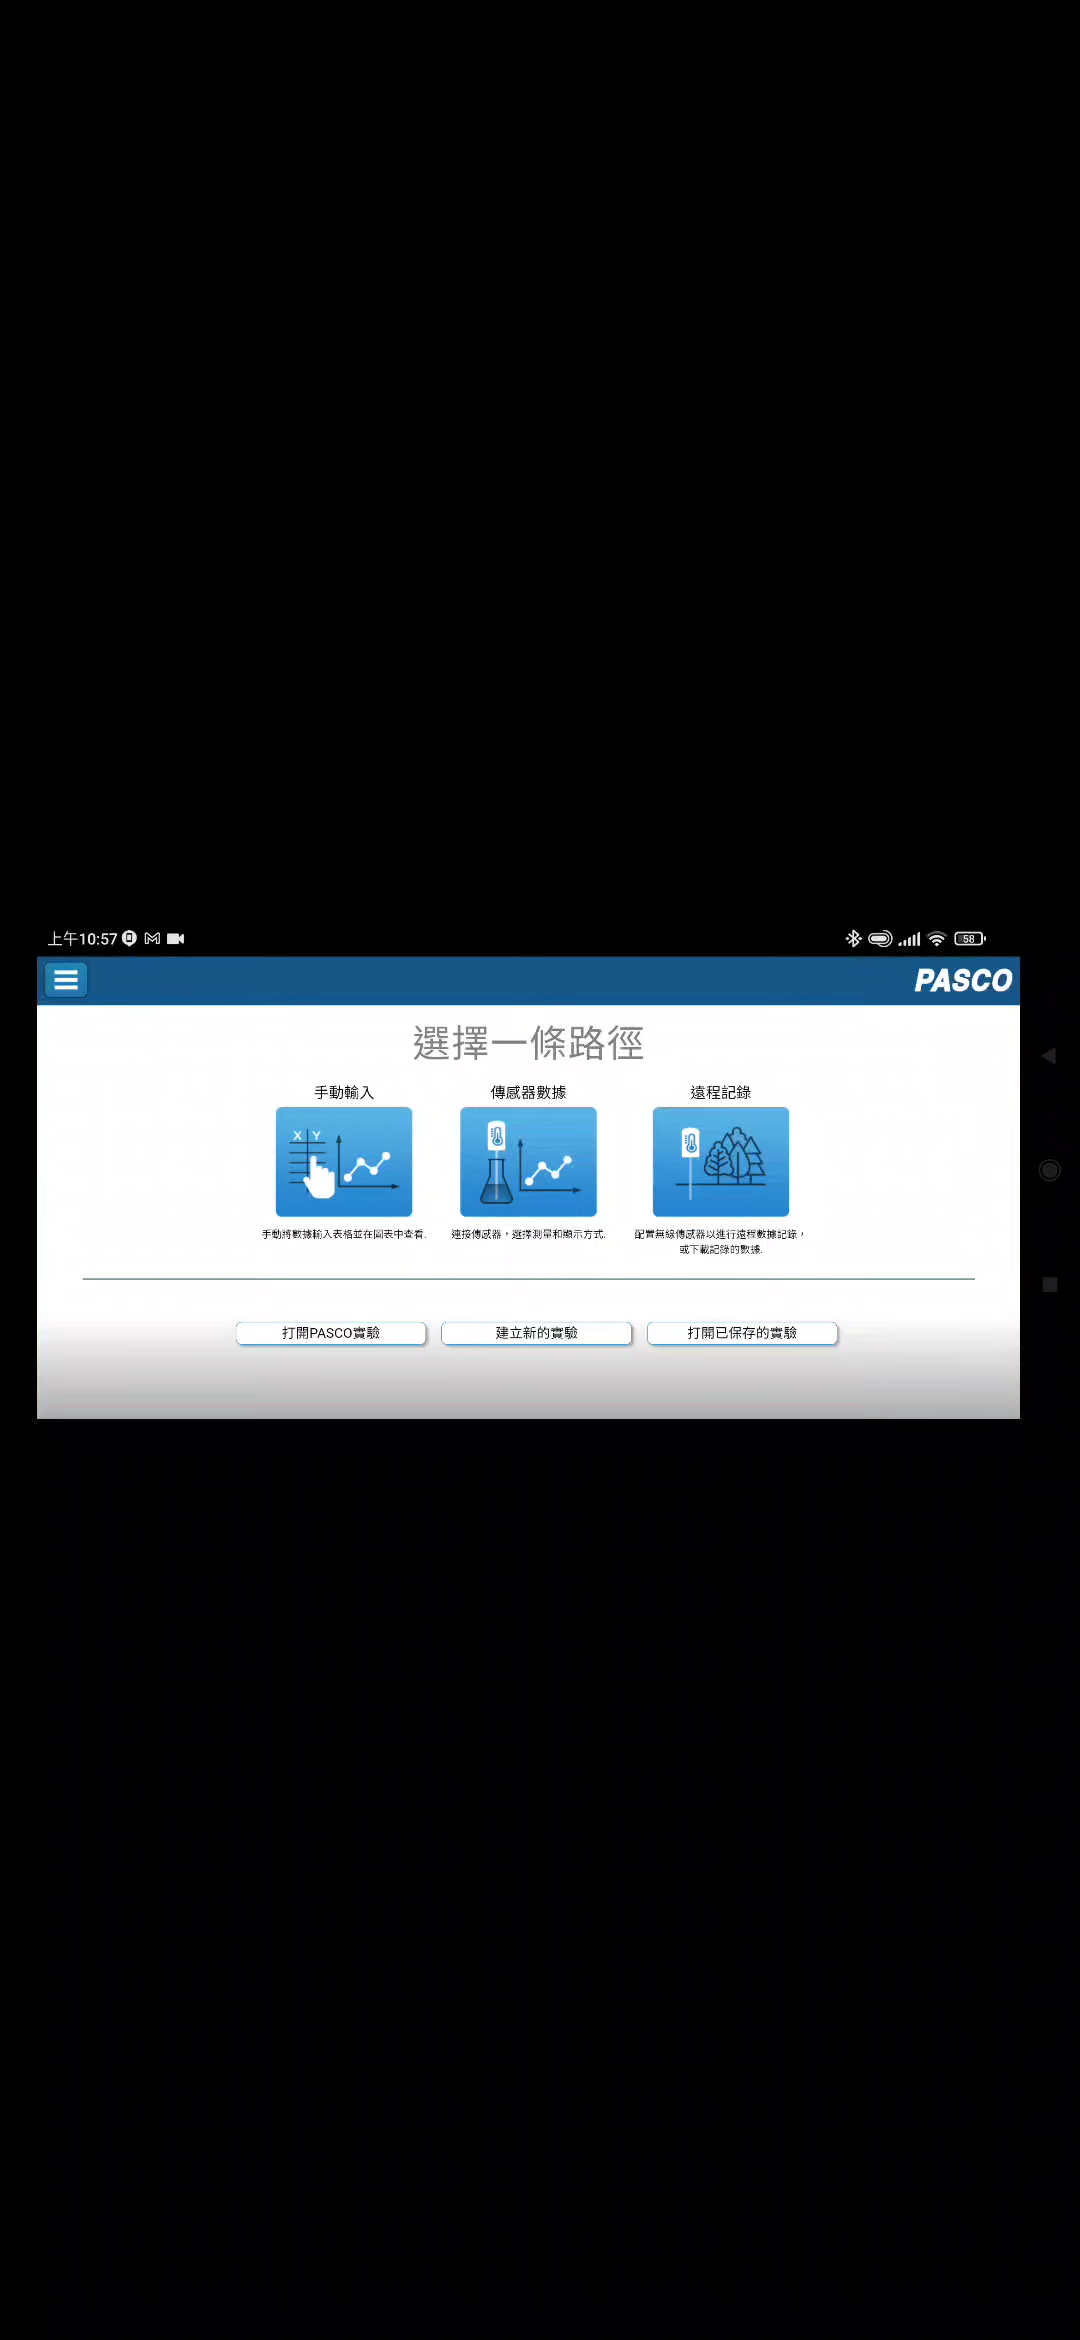 上午10:57
58
PASCO
選擇一條路徑
手動輸入
傳感器數據
遠程記錄
X Y
手動將數據輸入表格並在圖表中查看.
連接傳感器，選擇測量和顯示方式.
配置無線傳感器以進行遠程數據記錄，
或下載記錄的數據.
打開PASCO實驗
建立新的實驗
打開已保存的實驗